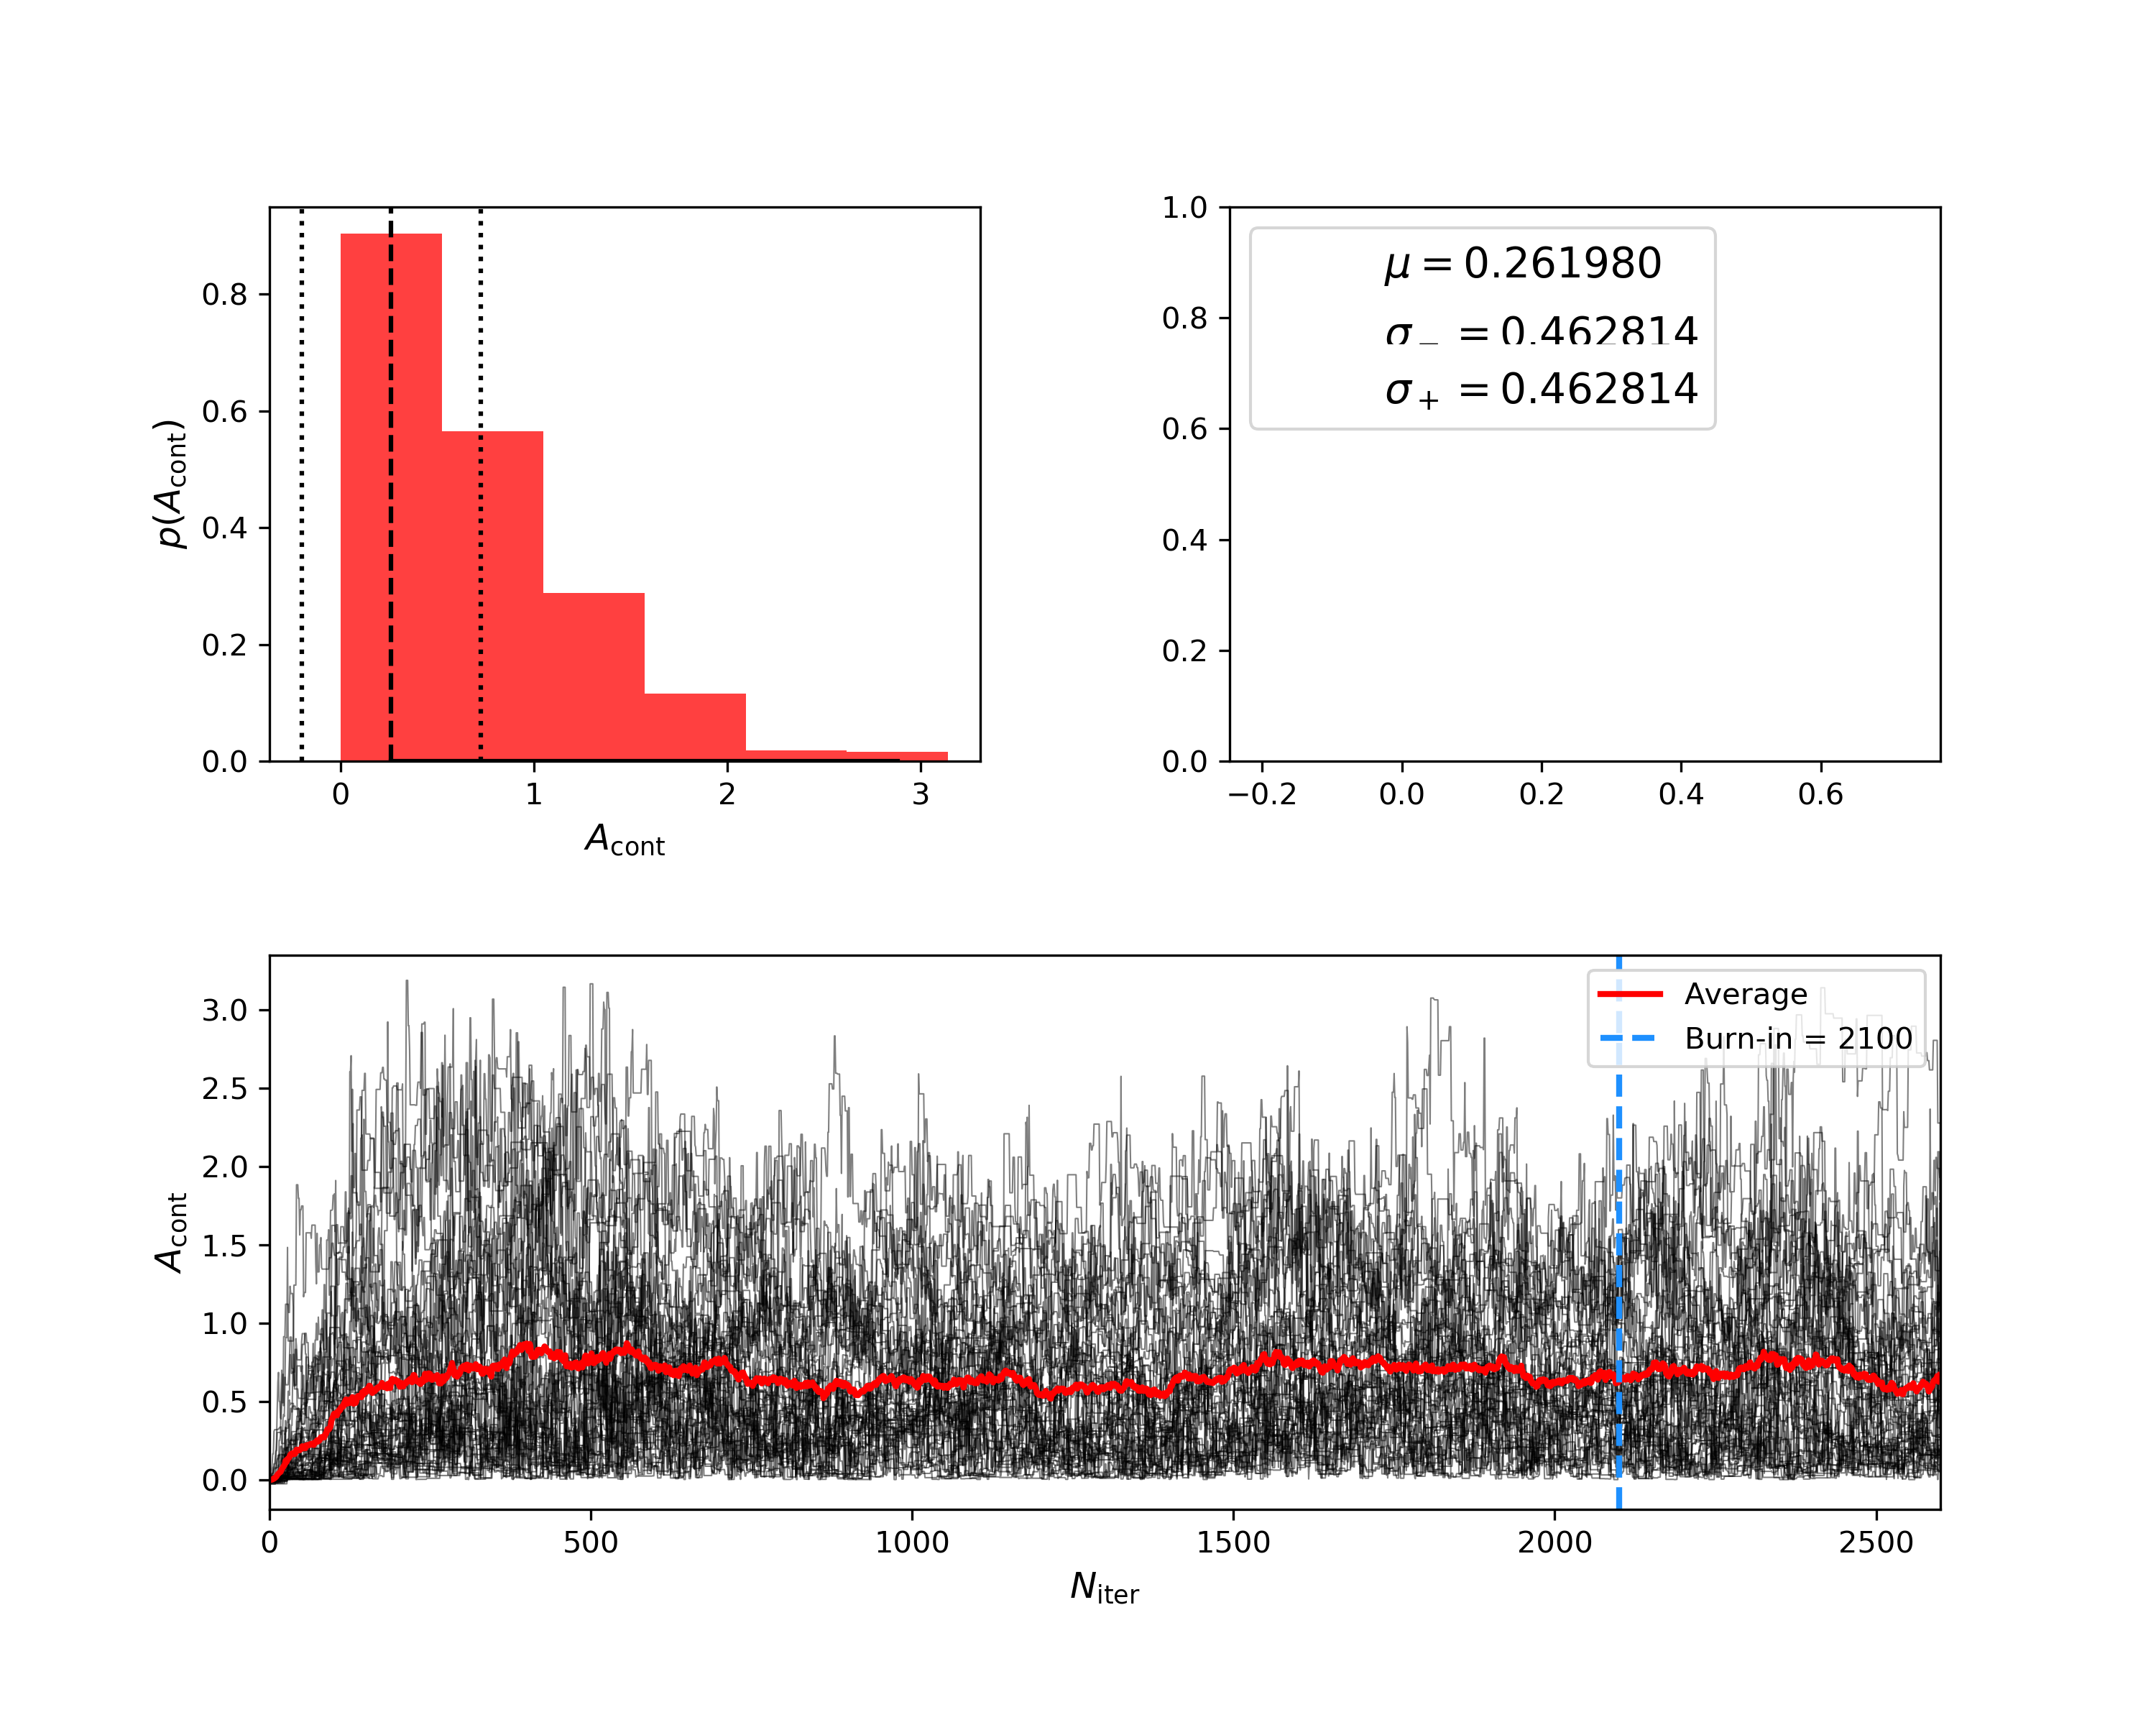 0.8
0.6
0.4
0.2
0.0
p(A_cont)
0 1 2 3
A_cont
1.0
0.8
0.6
0.4
0.2
0.0
μ = 0.261980
σ_− = 0.462814
σ_+ = 0.462814
−0.2 0.0 0.2 0.4 0.6
3.0
2.5
2.0
1.5
1.0
0.5
0.0
A_cont
Average
Burn-in = 2100
0 500 1000 1500 2000 2500
N_iter